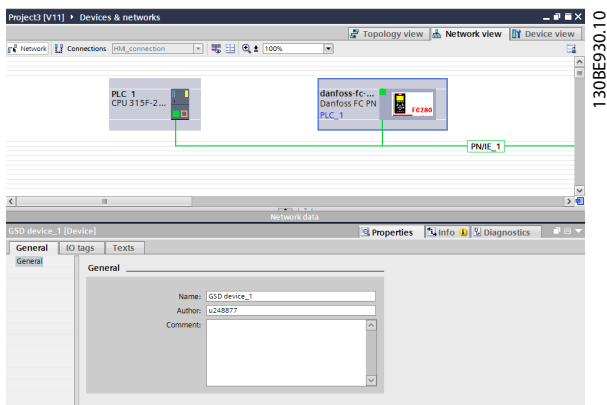 Project3 [V11] ▸ Devices & networks
Topology view Network view Device view
Network Connections HMI_connection 100%
PLC 1
CPU 315F-2...
danfoss-fc-...
Danfoss FC PN
PLC_1
FC280
PN/IE_1
Network data
GSD device_1 [Device]
Properties Info Diagnostics
General IO tags Texts
General
General
Name: GSD device_1
Author: u248877
Comment:
130BE930.10